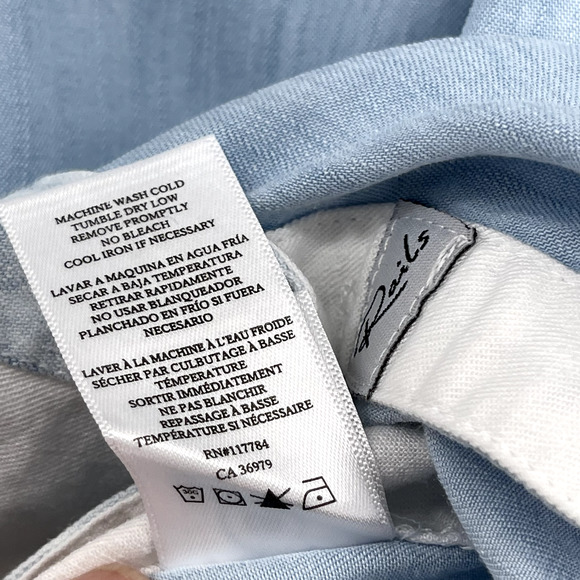 MACHINE WASH COLD
TUMBLE DRY LOW
REMOVE PROMPTLY
NO BLEACH
COOL IRON IF NECESSARY
LAVAR A MAQUINA EN AGUA FRÍA
SECAR A BAJA TEMPERATURA
RETIRAR RAPIDAMENTE
NO USAR BLANQUEADOR
PLANCHADO EN FRÍO SI FUERA
NECESARIO
LAVER À LA MACHINE À L'EAU FROIDE
SÉCHER PAR CULBUTAGE À BASSE
TÉMPERATURE
SORTIR IMMÉDIATEMENT
NE PAS BLANCHIR
REPASSAGE À BASSE
TEMPÉRATURE SI NÉCESSAIRE
RN#117784
CA 36979
Rails